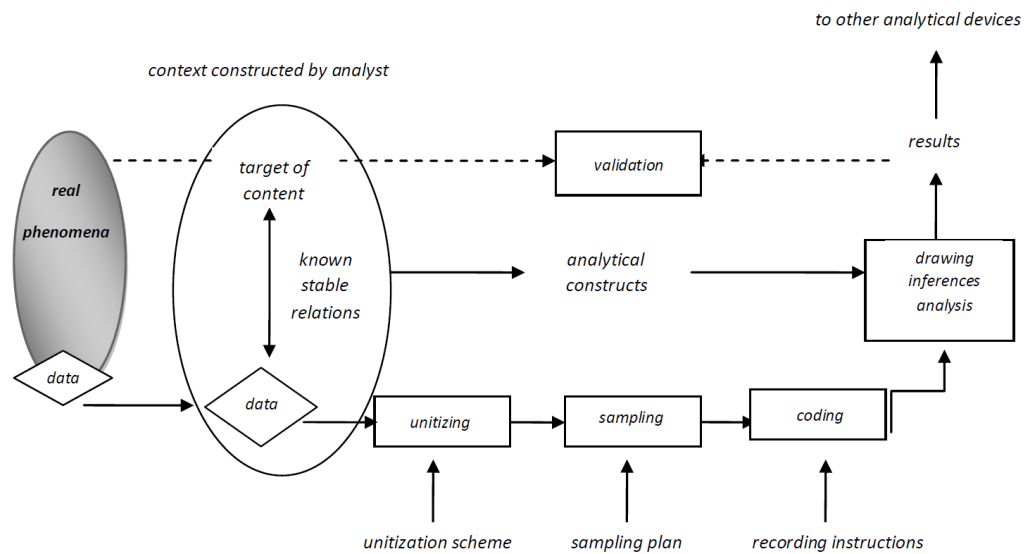 to other analytical devices
context constructed by analyst
results
target of
content
validation
real
phenomena
known
stable
relations
analytical
constructs
drawing
inferences
analysis
data
data
unitizing
sampling
coding
unitization scheme
sampling plan
recording instructions